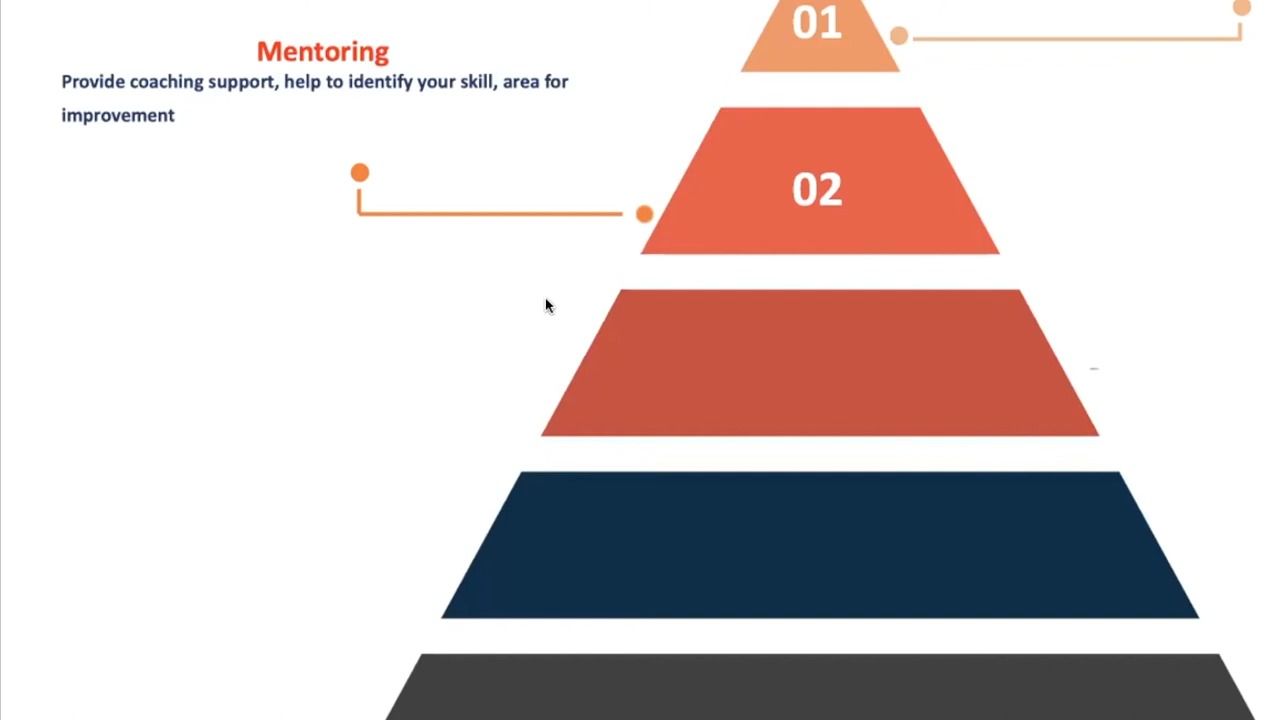 01
Mentoring
Provide coaching support, help to identify your skill, area for
improvement
02